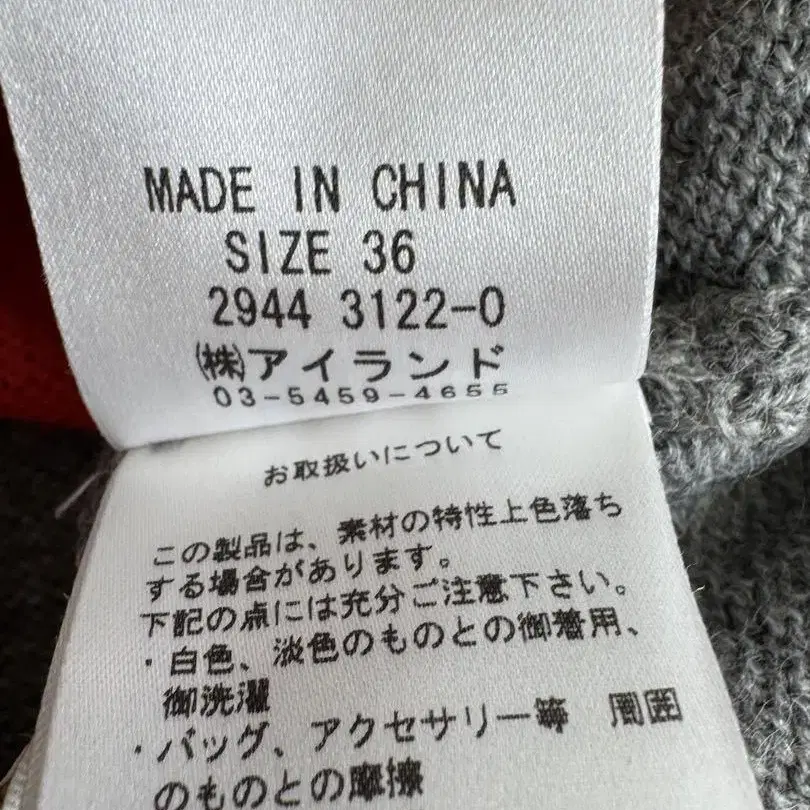 MADE IN CHINA
SIZE 36
2944 3122-0
㈱アイランド
03-5459-4655
お取扱いについて
この製品は、素材の特性上色落ち
する場合があります。
下記の点には充分ご注意下さい。
・白色、淡色のものとの御着用、
御洗濯
・バッグ、アクセサリー等 周囲
のものとの摩擦